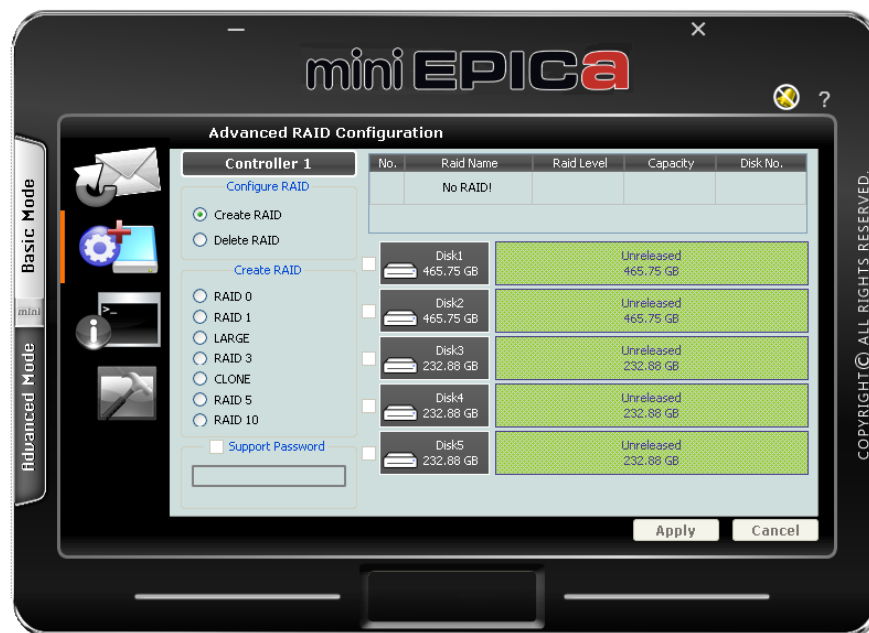 mini EPICa
?
Advanced RAID Configuration
Controller 1
Configure RAID
Create RAID
Delete RAID
Create RAID
RAID 0
RAID 1
LARGE
RAID 3
CLONE
RAID 5
RAID 10
Support Password
No. Raid Name Raid Level Capacity Disk No.
No RAID!
Disk1 Unreleased
465.75 GB 465.75 GB
Disk2 Unreleased
465.75 GB 465.75 GB
Disk3 Unreleased
232.88 GB 232.88 GB
Disk4 Unreleased
232.88 GB 232.88 GB
Disk5 Unreleased
232.88 GB 232.88 GB
Apply Cancel
Basic Mode
mini
Advanced Mode
COPYRIGHT© ALL RIGHTS RESERVED.